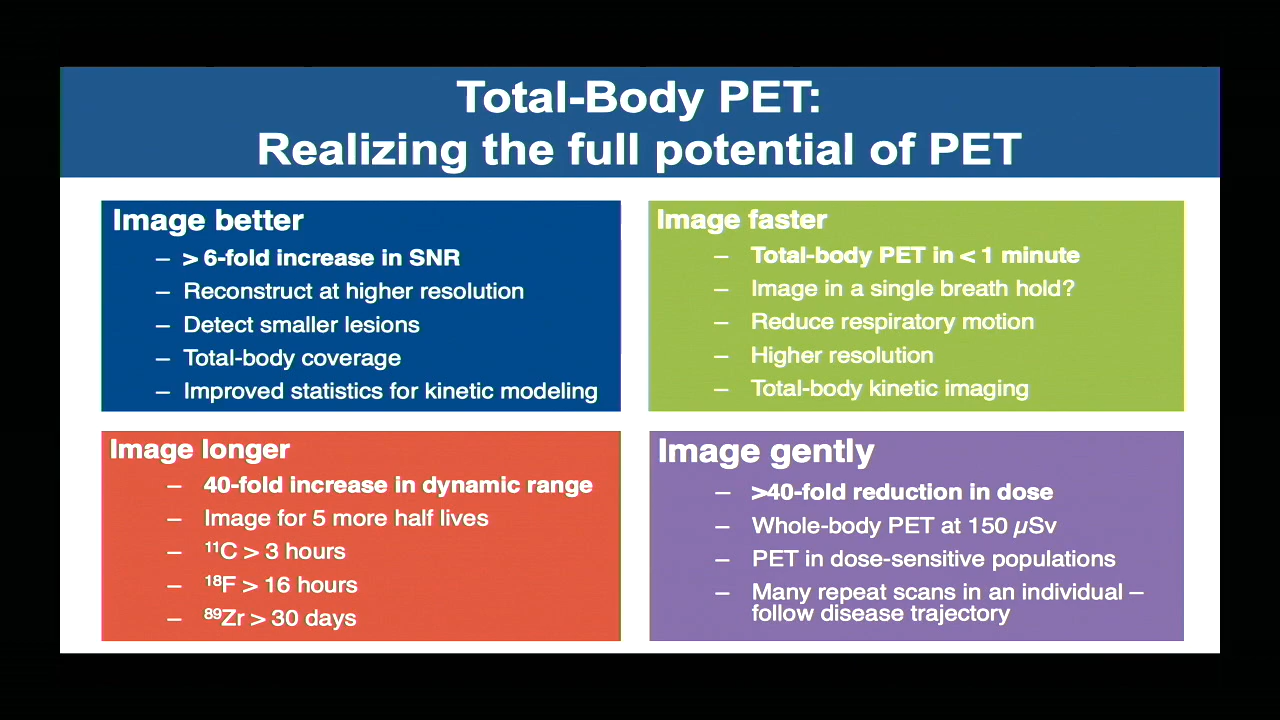 Total-Body PET:
Realizing the full potential of PET
Image better
– > 6-fold increase in SNR
– Reconstruct at higher resolution
– Detect smaller lesions
– Total-body coverage
– Improved statistics for kinetic modeling
Image faster
– Total-body PET in < 1 minute
– Image in a single breath hold?
– Reduce respiratory motion
– Higher resolution
– Total-body kinetic imaging
Image longer
– 40-fold increase in dynamic range
– Image for 5 more half lives
– ¹¹C > 3 hours
– ¹⁸F > 16 hours
– ⁸⁹Zr > 30 days
Image gently
– >40-fold reduction in dose
– Whole-body PET at 150 µSv
– PET in dose-sensitive populations
– Many repeat scans in an individual –
follow disease trajectory